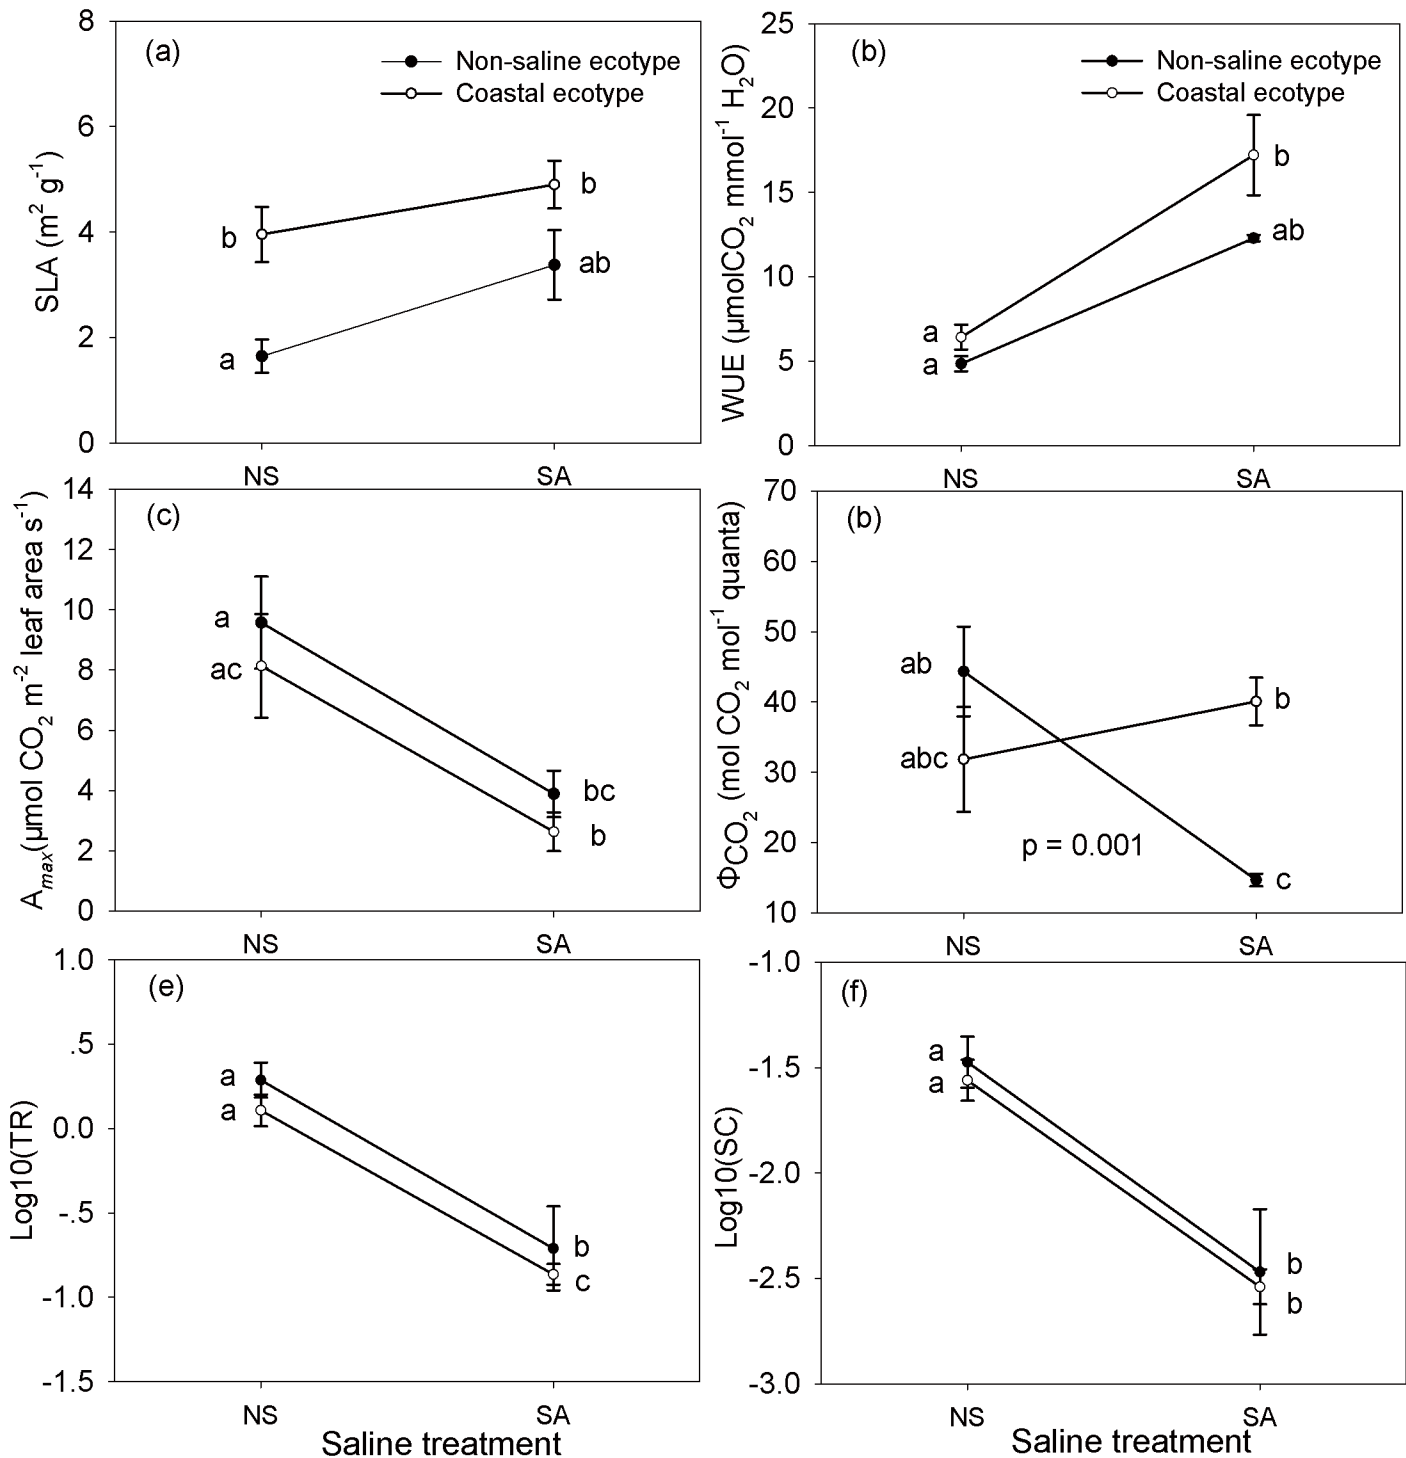 8
6
4
2
0
SLA (m² g⁻¹)
(a)
Non-saline ecotype
Coastal ecotype
b
b
a
ab
NS
SA
25
20
15
10
5
0
WUE (µmolCO₂ mmol⁻¹ H₂O)
(b)
Non-saline ecotype
Coastal ecotype
b
ab
a
a
NS
SA
14
12
10
8
6
4
2
0
Amax(µmol CO₂ m⁻² leaf area s⁻¹)
(c)
a
ac
bc
b
NS
SA
70
60
50
40
30
20
10
ΦCO₂ (mol CO₂ mol⁻¹ quanta)
(b)
ab
b
abc
p = 0.001
c
NS
SA
1.0
.5
0.0
-.5
-1.0
-1.5
Log10(TR)
(e)
a
a
b
c
NS
SA
Saline treatment
-1.0
-1.5
-2.0
-2.5
-3.0
Log10(SC)
(f)
a
a
b
b
NS
SA
Saline treatment